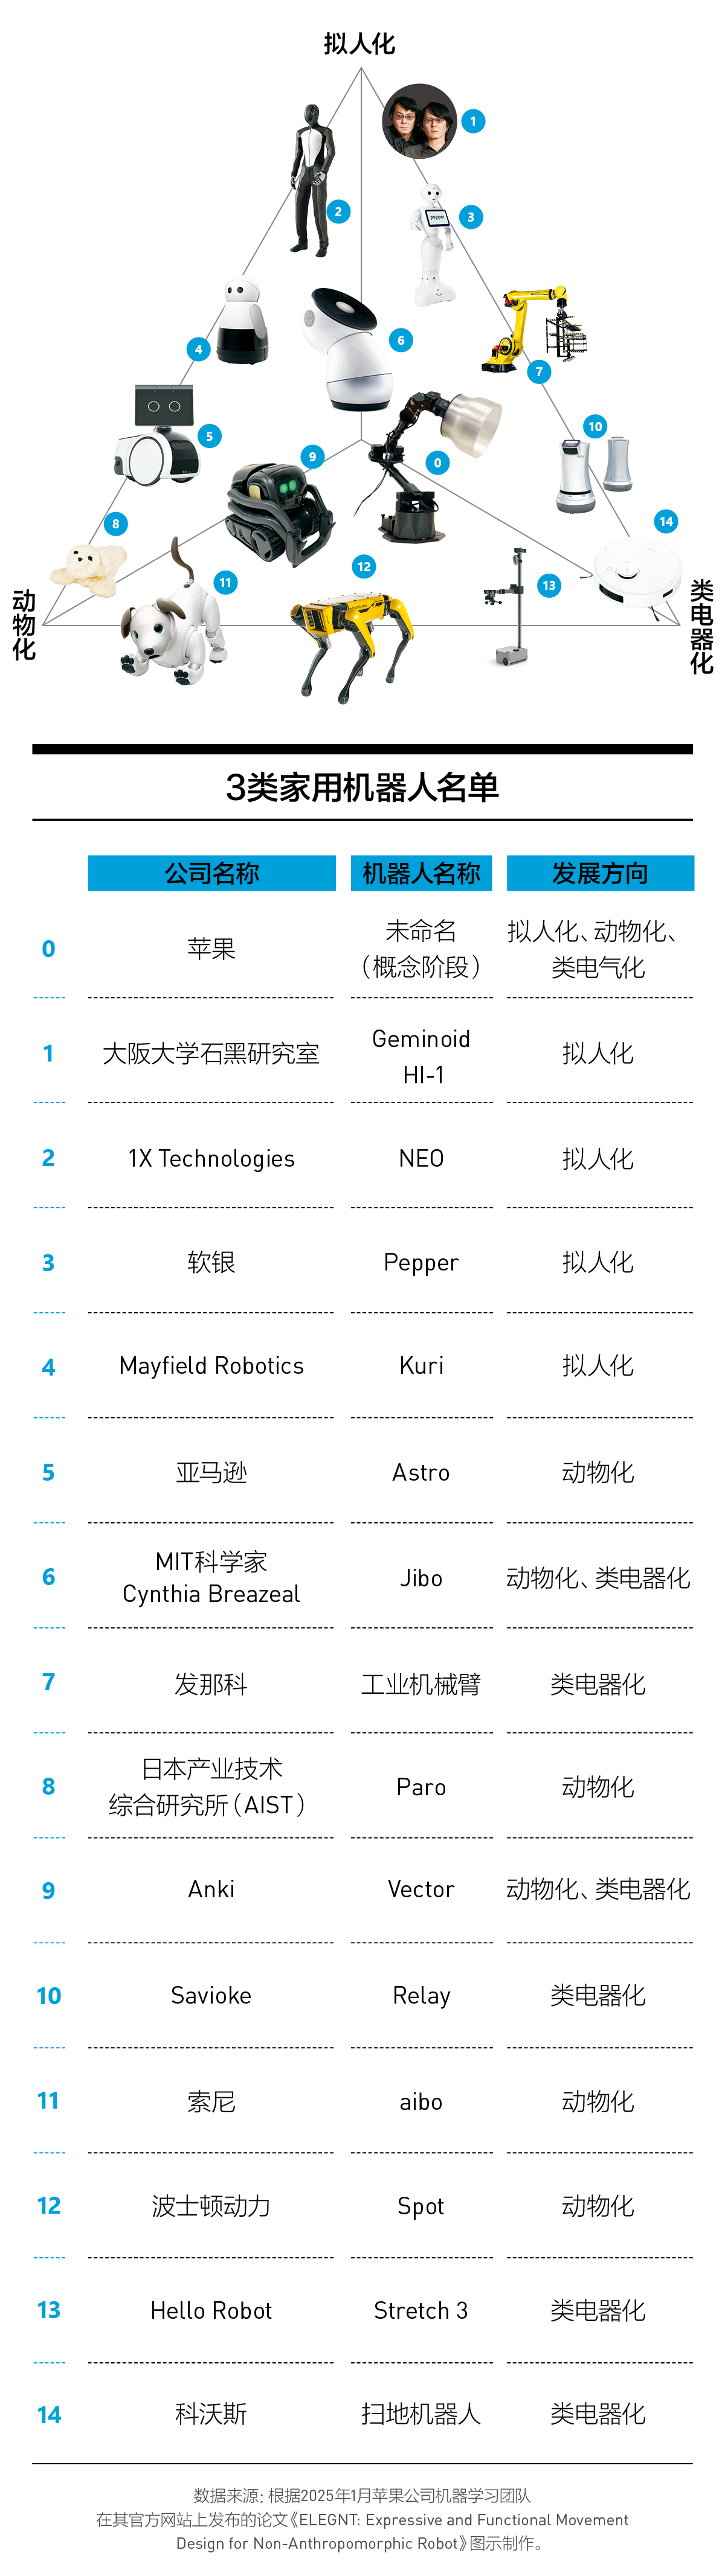 拟人化
1
2
3
pepper
4
6
7
5
9
10
0
8
14
12
11
13
动物化
类电器化
3类家用机器人名单
公司名称 机器人名称 发展方向
0 苹果 未命名（概念阶段） 拟人化、动物化、类电气化
1 大阪大学石黑研究室 Geminoid HI-1 拟人化
2 1X Technologies NEO 拟人化
3 软银 Pepper 拟人化
4 Mayfield Robotics Kuri 拟人化
5 亚马逊 Astro 动物化
6 MIT科学家 Cynthia Breazeal Jibo 动物化、类电器化
7 发那科 工业机械臂 类电器化
8 日本产业技术综合研究所（AIST） Paro 动物化
9 Anki Vector 动物化、类电器化
10 Savioke Relay 类电器化
11 索尼 aibo 动物化
12 波士顿动力 Spot 动物化
13 Hello Robot Stretch 3 类电器化
14 科沃斯 扫地机器人 类电器化
数据来源：根据2025年1月苹果公司机器学习团队
在其官方网站上发布的论文《ELEGNT: Expressive and Functional Movement
Design for Non-Anthropomorphic Robot》图示制作。